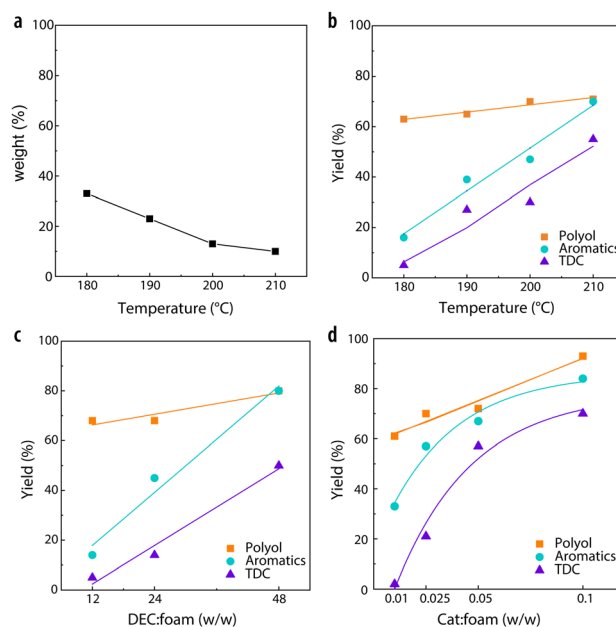 a
100
80
60
40
20
0
weight (%)
180 190 200 210
Temperature (°C)
b
100
80
60
40
20
0
Yield (%)
Polyol
Aromatics
TDC
180 190 200 210
Temperature (°C)
c
100
80
60
40
20
0
Yield (%)
Polyol
Aromatics
TDC
12 24 48
DEC:foam (w/w)
d
100
80
60
40
20
0
Yield (%)
Polyol
Aromatics
TDC
0.01 0.025 0.05 0.1
Cat:foam (w/w)